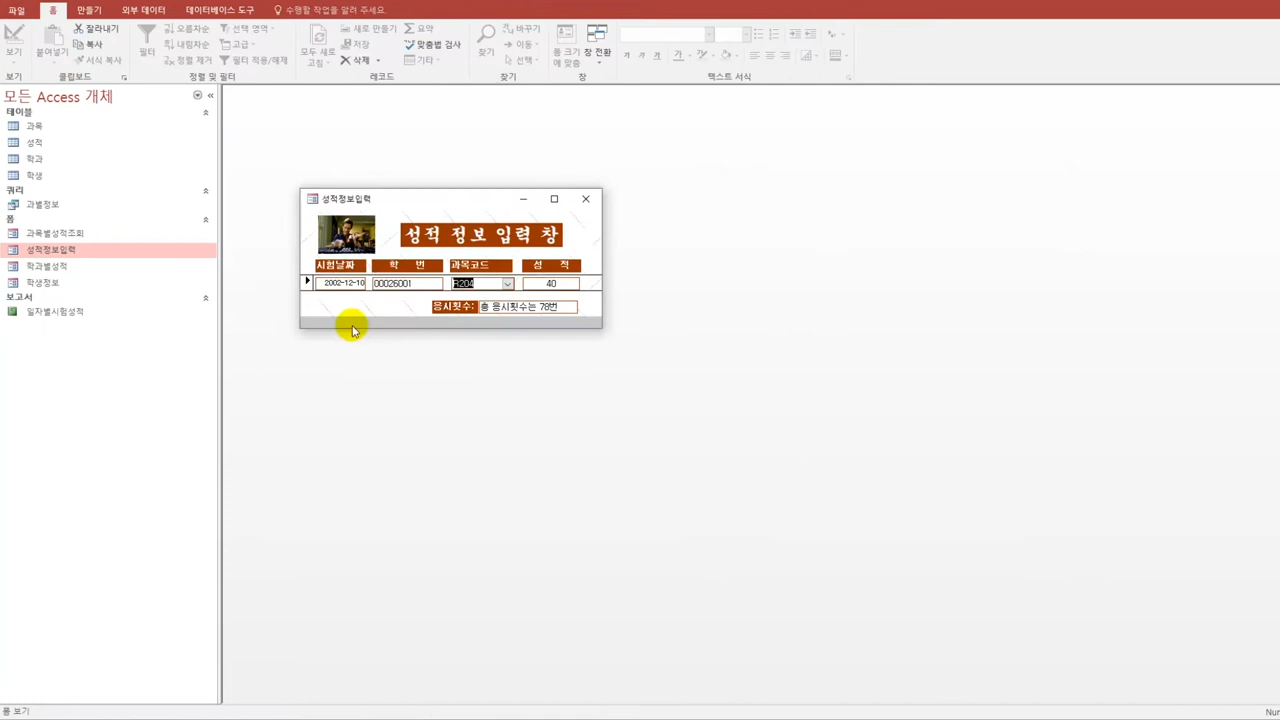 파일 홈 만들기 외부 데이터 데이터베이스 도구 수행할 작업을 알려 주세요.
잘라내기 오름차순 선택 영역 새로 만들기 요약 바꾸기
복사 내림차순 고급 저장 맞춤법 검사 이동
서식 복사 정렬 제거 필터 적용/해제 삭제 기타 선택
보기 붙여넣기 필터 모두 새로 고침 찾기 폼 크기에 맞춤 창 전환
보기 클립보드 정렬 및 필터 레코드 찾기 창 텍스트 서식
모든 Access 개체
테이블
과목
성적
학과
학생
쿼리
과별정보
폼
과목별성적조회
성적정보입력
학과별성적
학생정보
보고서
일자별시험성적
성적정보입력
성적 정보 입력 창
시험날짜 학 번 과목코드 성 적
2002-12-10 00026001 R204 40
응시횟수: 총 응시횟수는 78번
폼 보기
Nur